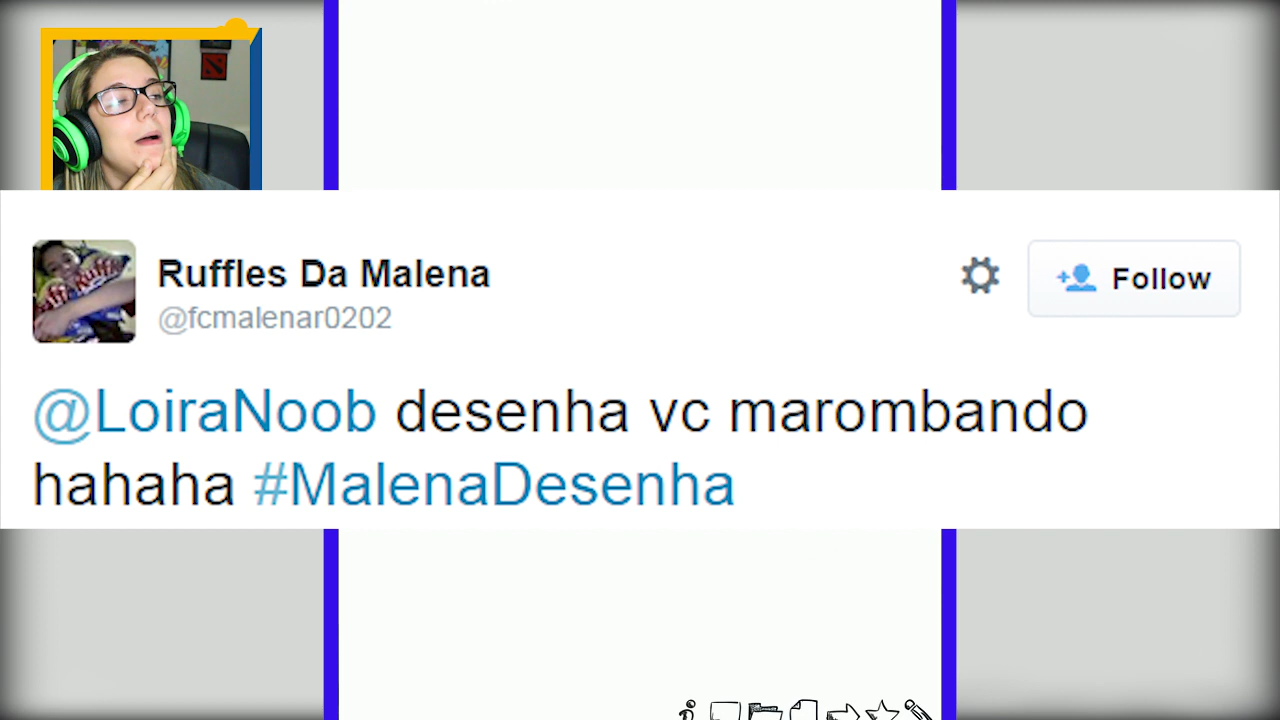 Ruffles Da Malena
@fcmalenar0202
Follow
@LoiraNoob desenha vc marombando
hahaha #MalenaDesenha